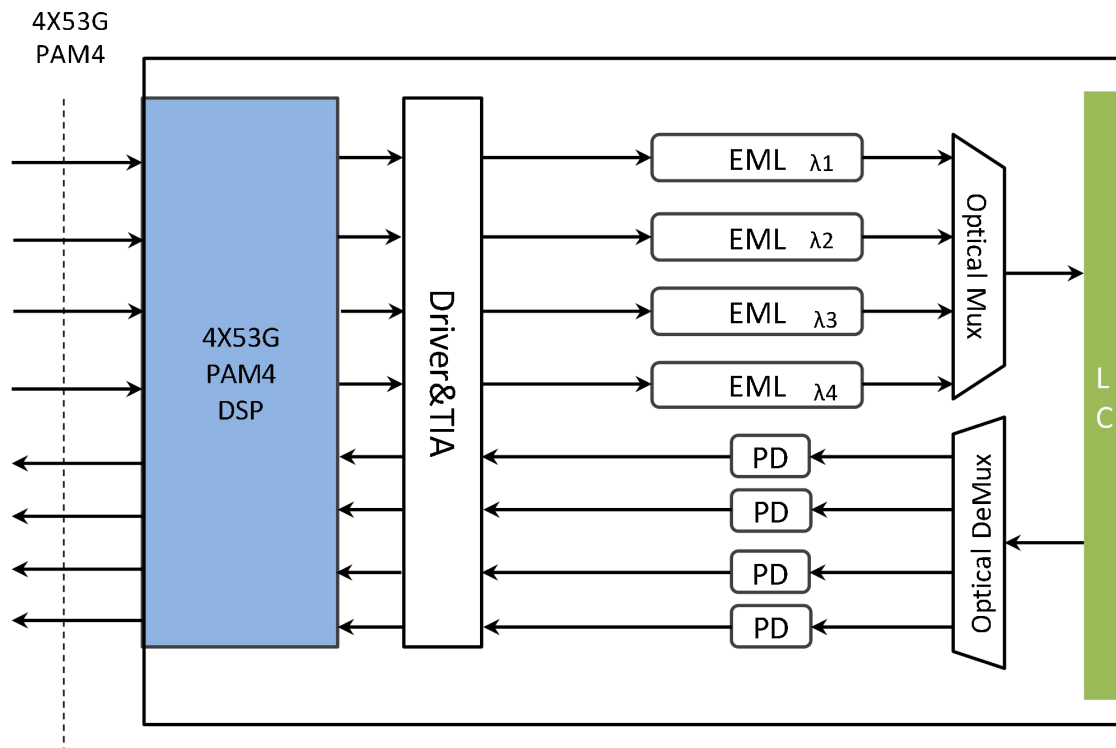 4X53G
PAM4
4X53G
PAM4
DSP
Driver&TIA
EML λ1
EML λ2
EML λ3
EML λ4
PD
PD
PD
PD
Optical Mux
Optical DeMux
L
C